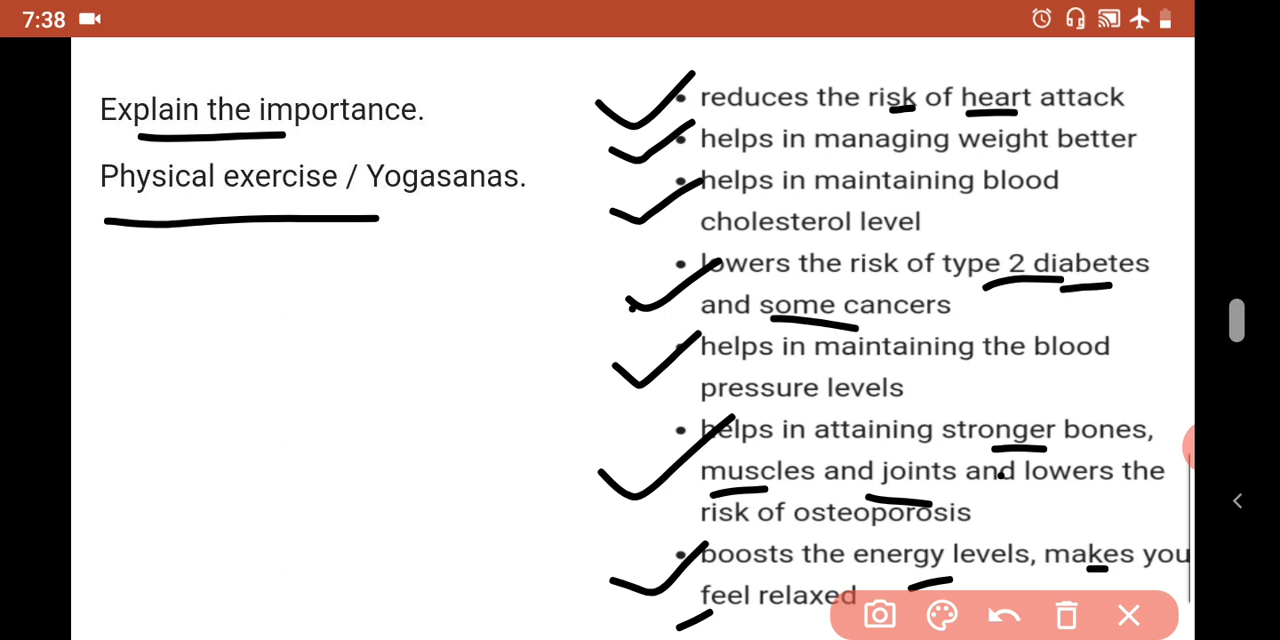 7:38
Explain the importance.
Physical exercise / Yogasanas.
• reduces the risk of heart attack
• helps in managing weight better
• helps in maintaining blood
cholesterol level
• lowers the risk of type 2 diabetes
and some cancers
• helps in maintaining the blood
pressure levels
• helps in attaining stronger bones,
muscles and joints and lowers the
risk of osteoporosis
• boosts the energy levels, makes you
feel relaxed